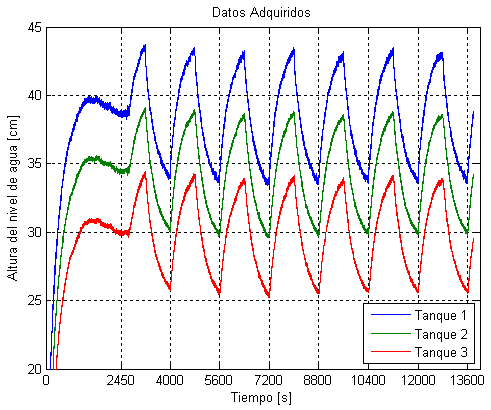 Datos Adquiridos
45
40
35
30
25
20
Altura del nivel de agua [cm]
0 2450 4000 5600 7200 8800 10400 12000 13600
Tiempo [s]
Tanque 1
Tanque 2
Tanque 3